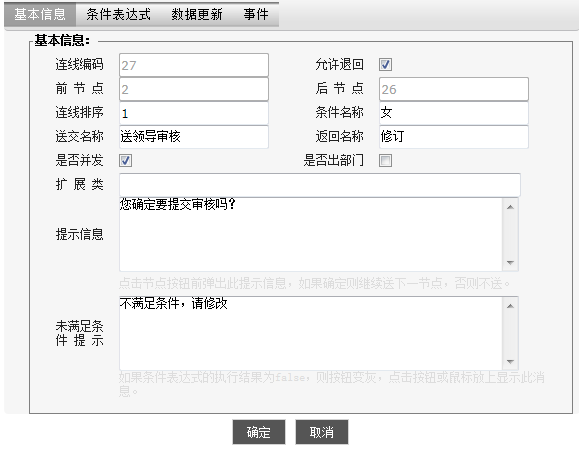 基本信息 条件表达式 数据更新 事件
基本信息:
连线编码 27 允许退回
前 节 点 2 后 节 点 26
连线排序 1 条件名称 女
送交名称 送领导审核 返回名称 修订
是否并发 是否出部门
扩 展 类
提示信息 您确定要提交审核吗?
点击节点按钮前弹出此提示信息，如果确定则继续送下一节点，否则不送。
未满足条
件 提 示
不满足条件，请修改
如果条件表达式的执行结果为false，则按钮变灰，点击按钮或鼠标放上显示此消
息。
确定 取消